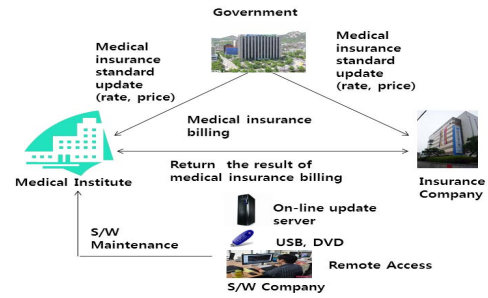 Government
Medical
insurance
standard
update
(rate, price)
Medical
insurance
standard
update
(rate, price)
Medical insurance
billing
Return the result of
medical insurance billing
Medical Institute
Insurance
Company
On-line update
server
S/W
Maintenance
USB, DVD
Remote Access
S/W Company